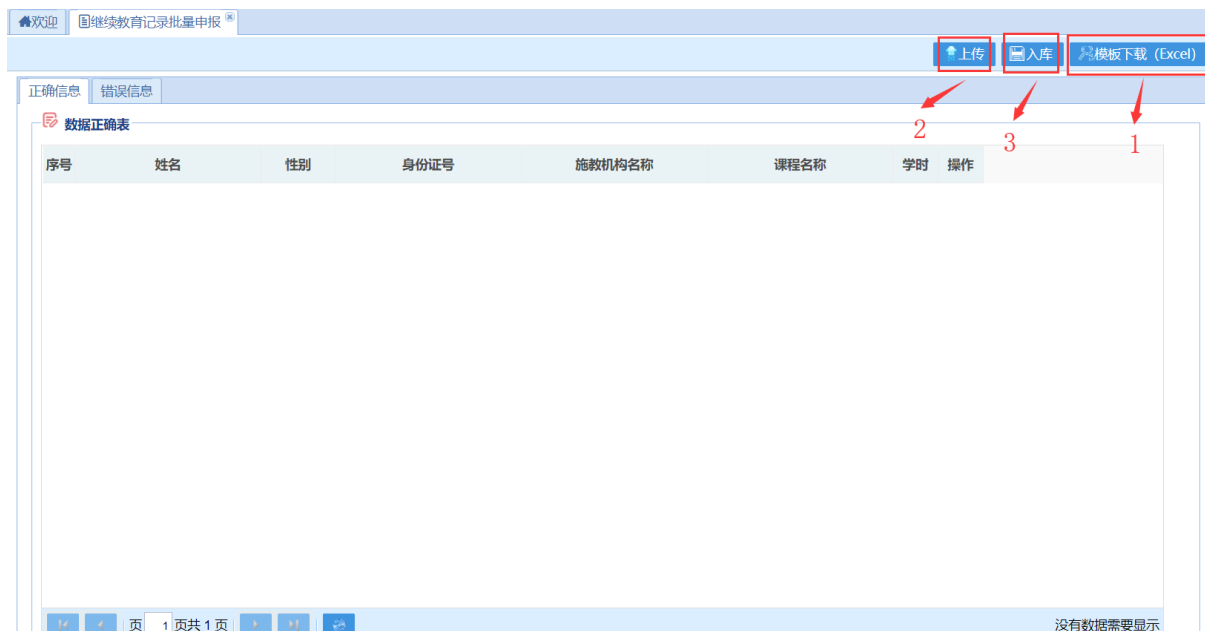 欢迎 继续教育记录批量申报
上传 入库 模板下载（Excel）
2 3 1
正确信息 错误信息
数据正确表
序号 姓名 性别 身份证号 施教机构名称 课程名称 学时 操作
页 1 页共 1 页 没有数据需要显示